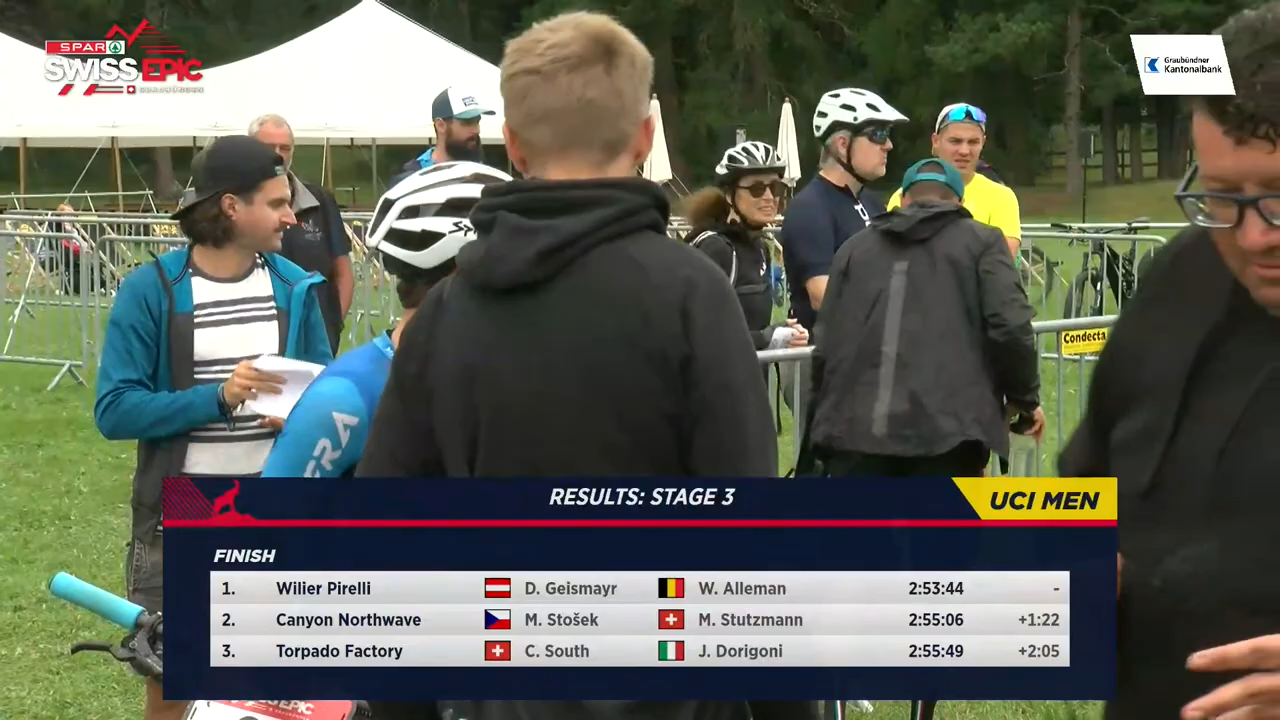 SPAR
SWISS EPIC
GRAUBÜNDEN
Graubündner
Kantonalbank
Condecta
RESULTS: STAGE 3
UCI MEN
FINISH
1. Wilier Pirelli D. Geismayr W. Alleman 2:53:44 -
2. Canyon Northwave M. Stošek M. Stutzmann 2:55:06 +1:22
3. Torpado Factory C. South J. Dorigoni 2:55:49 +2:05